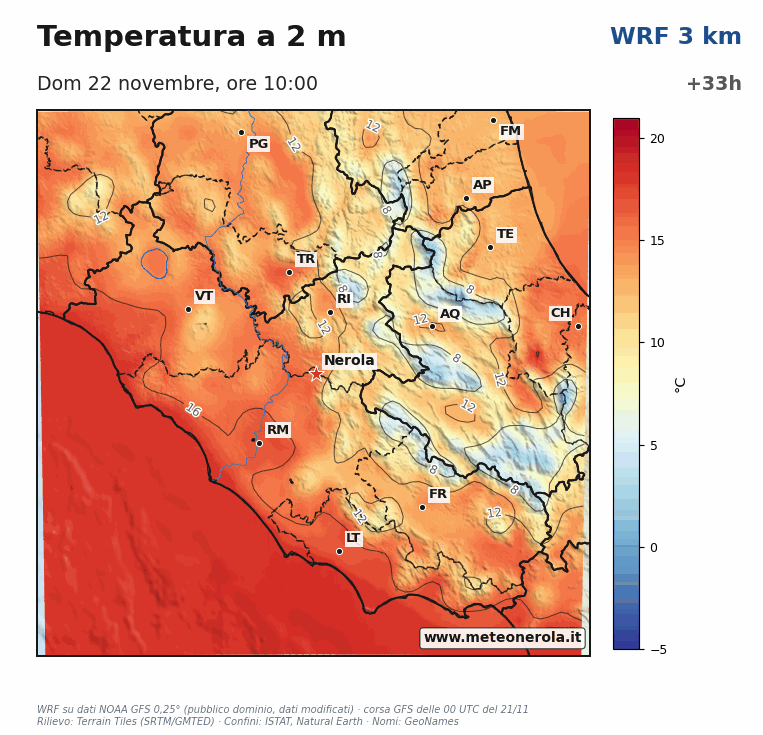 Temperatura a 2 m
WRF 3 km
Dom 22 novembre, ore 10:00
+33h
PG
12
12
FM
AP
12
8
TE
TR
8
8
RI
VT
8
AQ
12
CH
12
Nerola
8
12
16
12
RM
8
FR
8
12
12
LT
www.meteonerola.it
20
15
10
5
0
−5
°C
WRF su dati NOAA GFS 0,25° (pubblico dominio, dati modificati) · corsa GFS delle 00 UTC del 21/11
Rilievo: Terrain Tiles (SRTM/GMTED) · Confini: ISTAT, Natural Earth · Nomi: GeoNames